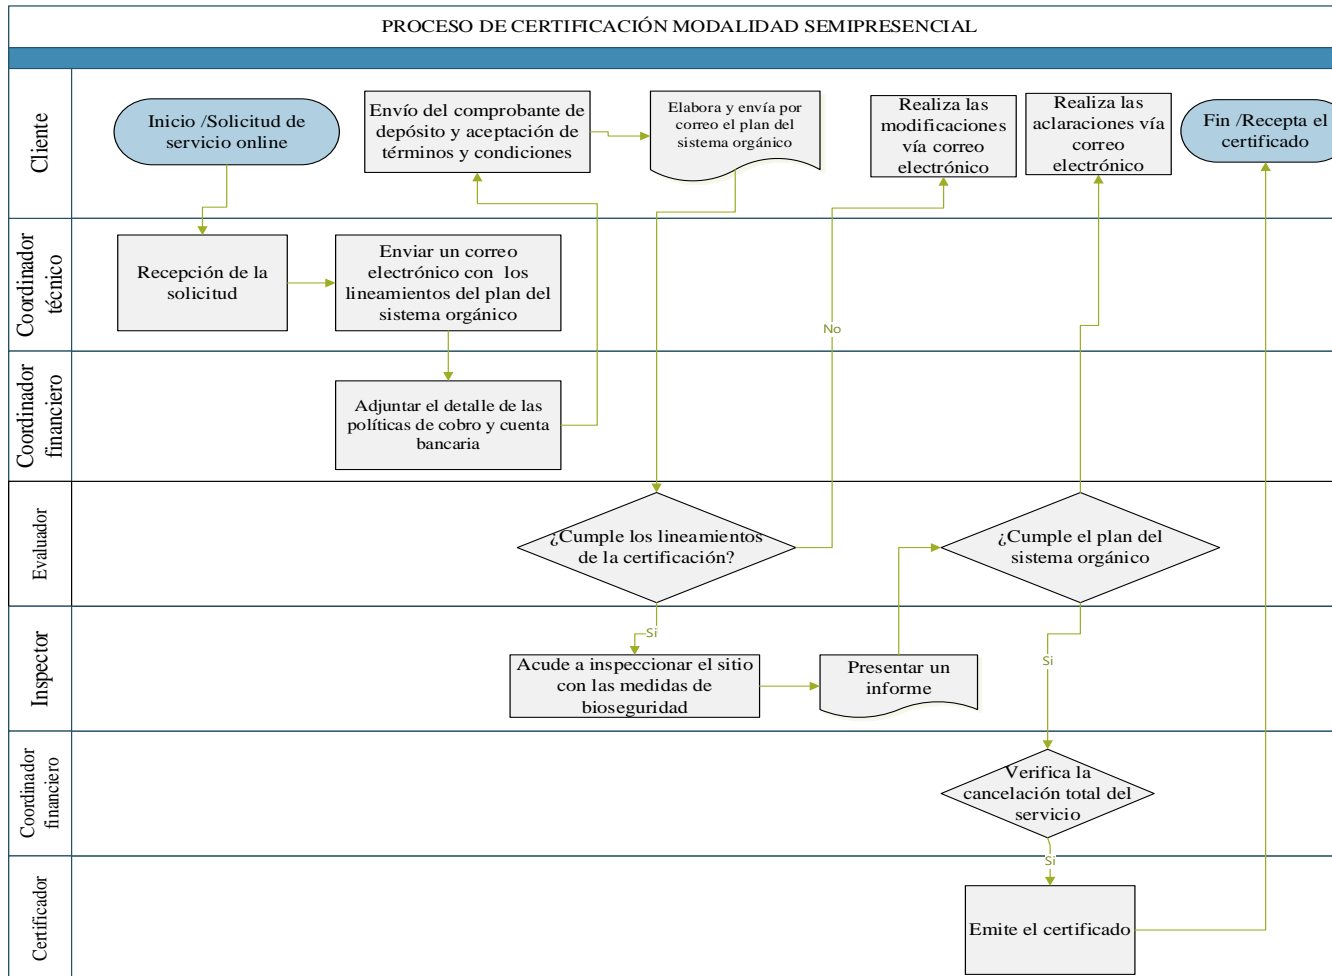 PROCESO DE CERTIFICACIÓN MODALIDAD SEMIPRESENCIAL
Cliente
Inicio /Solicitud de
servicio online
Envío del comprobante de
depósito y aceptación de
términos y condiciones
Elabora y envía por
correo el plan del
sistema orgánico
Realiza las
modificaciones
vía correo
electrónico
Realiza las
aclaraciones vía
correo
electrónico
Fin /Recepta el
certificado
Coordinador
técnico
Recepción de la
solicitud
Enviar un correo
electrónico con los
lineamientos del plan del
sistema orgánico
No
Coordinador
financiero
Adjuntar el detalle de las
políticas de cobro y cuenta
bancaria
Evaluador
¿Cumple los lineamientos
de la certificación?
¿Cumple el plan del
sistema orgánico
Si
Inspector
Acude a inspeccionar el sitio
con las medidas de
bioseguridad
Presentar un
informe
Si
Coordinador
financiero
Verifica la
cancelación total del
servicio
Si
Certificador
Emite el certificado